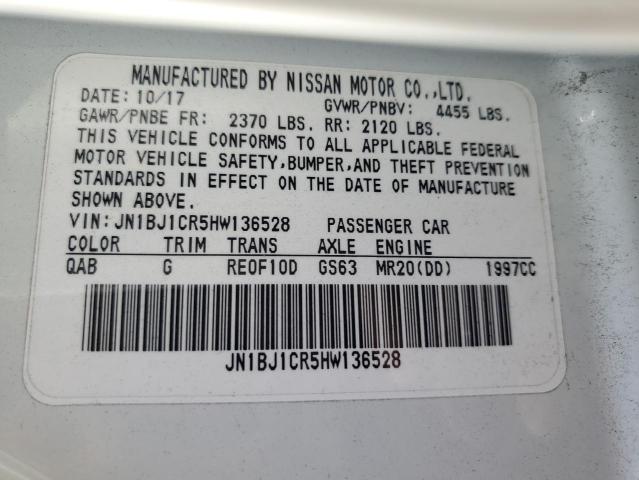 MANUFACTURED BY NISSAN MOTOR CO.,LTD.
DATE: 10/17 GVWR/PNBV: 4455 LBS.
GAWR/PNBE FR: 2370 LBS. RR: 2120 LBS.
THIS VEHICLE CONFORMS TO ALL APPLICABLE FEDERAL
MOTOR VEHICLE SAFETY,BUMPER,AND THEFT PREVENTION
STANDARDS IN EFFECT ON THE DATE OF MANUFACTURE
SHOWN ABOVE.
VIN: JN1BJ1CR5HW136528 PASSENGER CAR
COLOR TRIM TRANS AXLE ENGINE
QAB G RE0F10D GS63 MR20(DD) 1997CC
JN1BJ1CR5HW136528